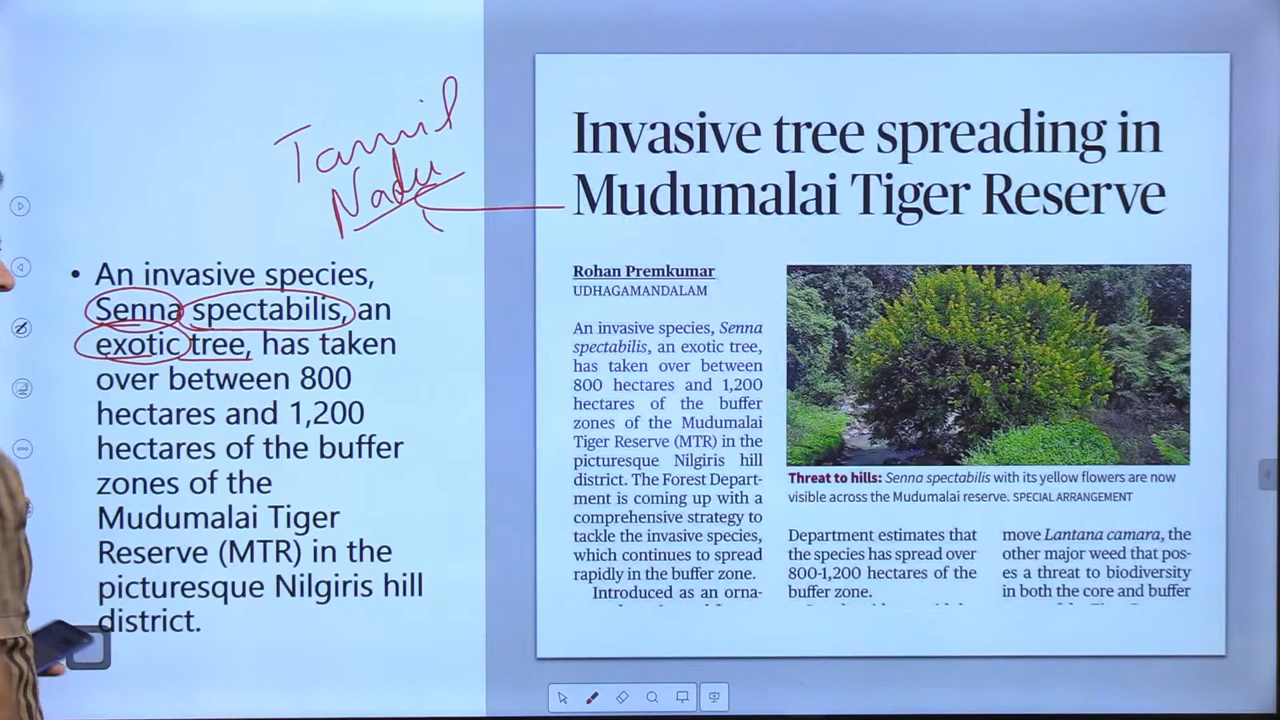 Tamil
Nadu
• An invasive species,
Senna spectabilis, an
exotic tree, has taken
over between 800
hectares and 1,200
hectares of the buffer
zones of the
Mudumalai Tiger
Reserve (MTR) in the
picturesque Nilgiris hill
district.
Invasive tree spreading in
Mudumalai Tiger Reserve
Rohan Premkumar
UDHAGAMANDALAM
An invasive species, Senna
spectabilis, an exotic tree,
has taken over between
800 hectares and 1,200
hectares of the buffer
zones of the Mudumalai
Tiger Reserve (MTR) in the
picturesque Nilgiris hill
district. The Forest Depart-
ment is coming up with a
comprehensive strategy to
tackle the invasive species,
which continues to spread
rapidly in the buffer zone.
Introduced as an orna-
Threat to hills: Senna spectabilis with its yellow flowers are now
visible across the Mudumalai reserve. SPECIAL ARRANGEMENT
Department estimates that
the species has spread over
800-1,200 hectares of the
buffer zone.
move Lantana camara, the
other major weed that pos-
es a threat to biodiversity
in both the core and buffer